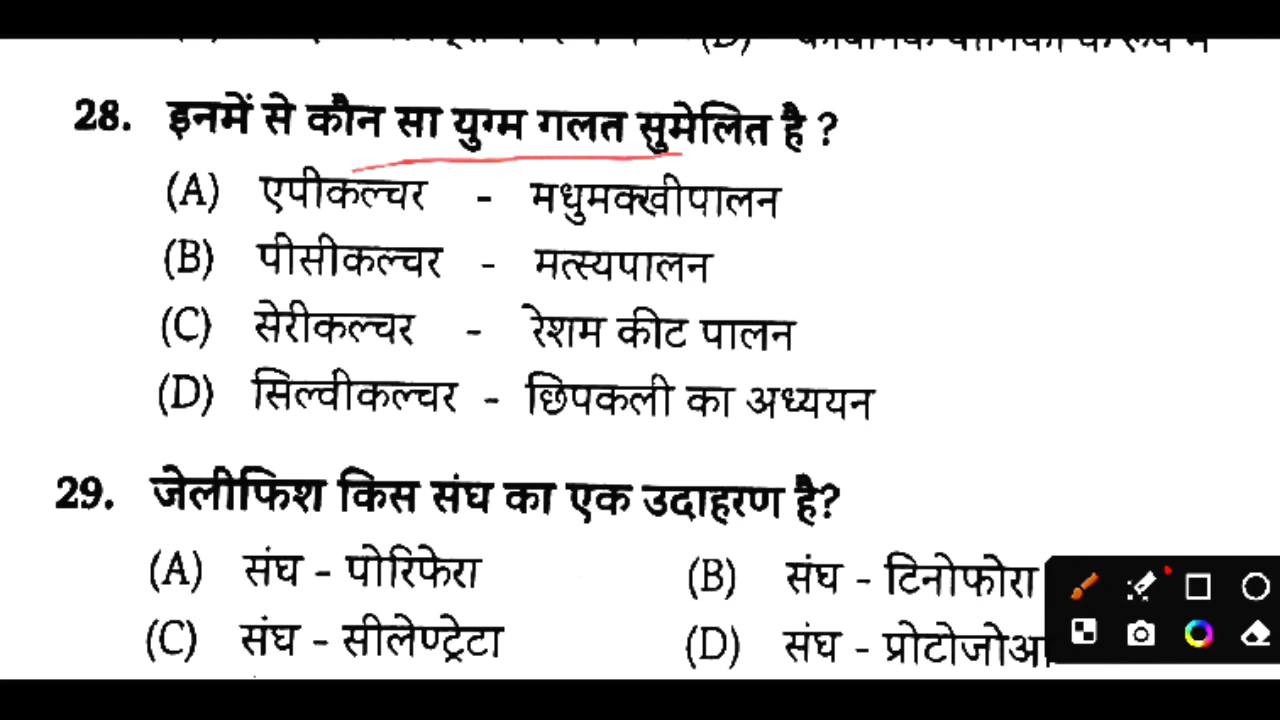 28. इनमें से कौन सा युग्म गलत सुमेलित है ?
(A) एपीकल्चर - मधुमक्खीपालन
(B) पीसीकल्चर - मत्स्यपालन
(C) सेरीकल्चर - रेशम कीट पालन
(D) सिल्वीकल्चर - छिपकली का अध्ययन
29. जेलीफिश किस संघ का एक उदाहरण है?
(A) संघ - पोरिफेरा (B) संघ - टिनोफोरा
(C) संघ - सीलेण्ट्रेटा (D) संघ - प्रोटोजोआ